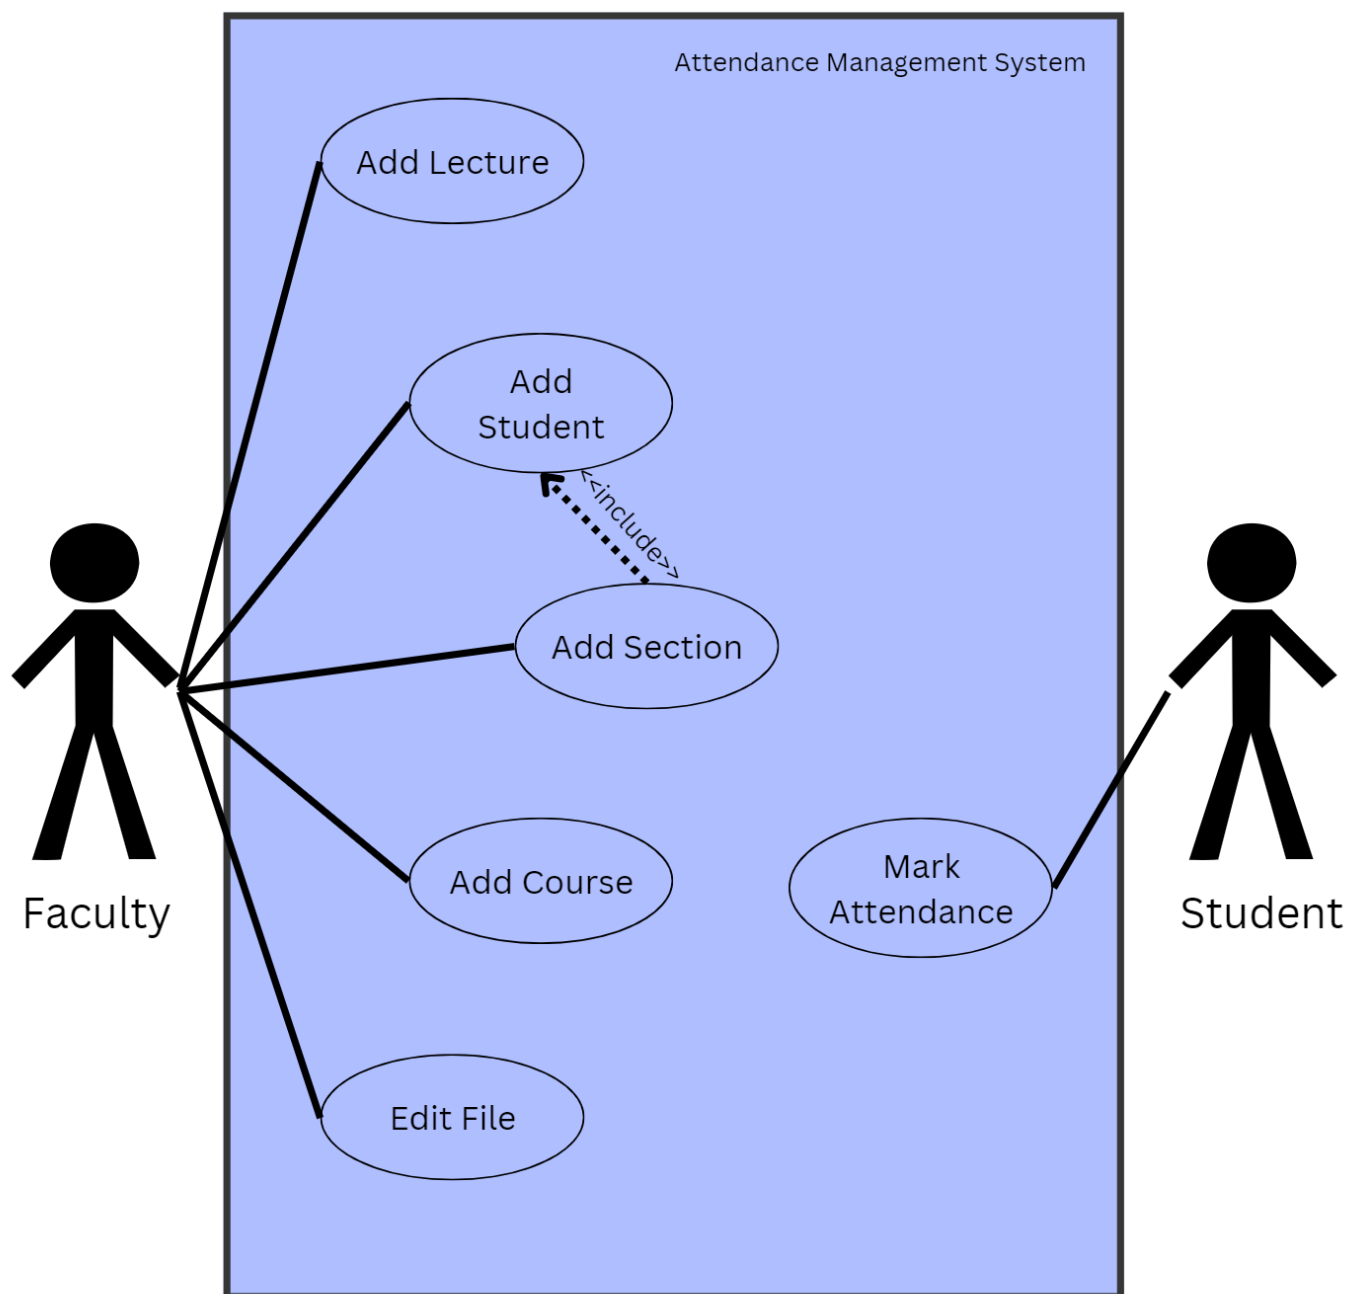 Attendance Management System
Add Lecture
Add
Student
<<include>>
Add Section
Add Course
Mark
Attendance
Faculty
Student
Edit File